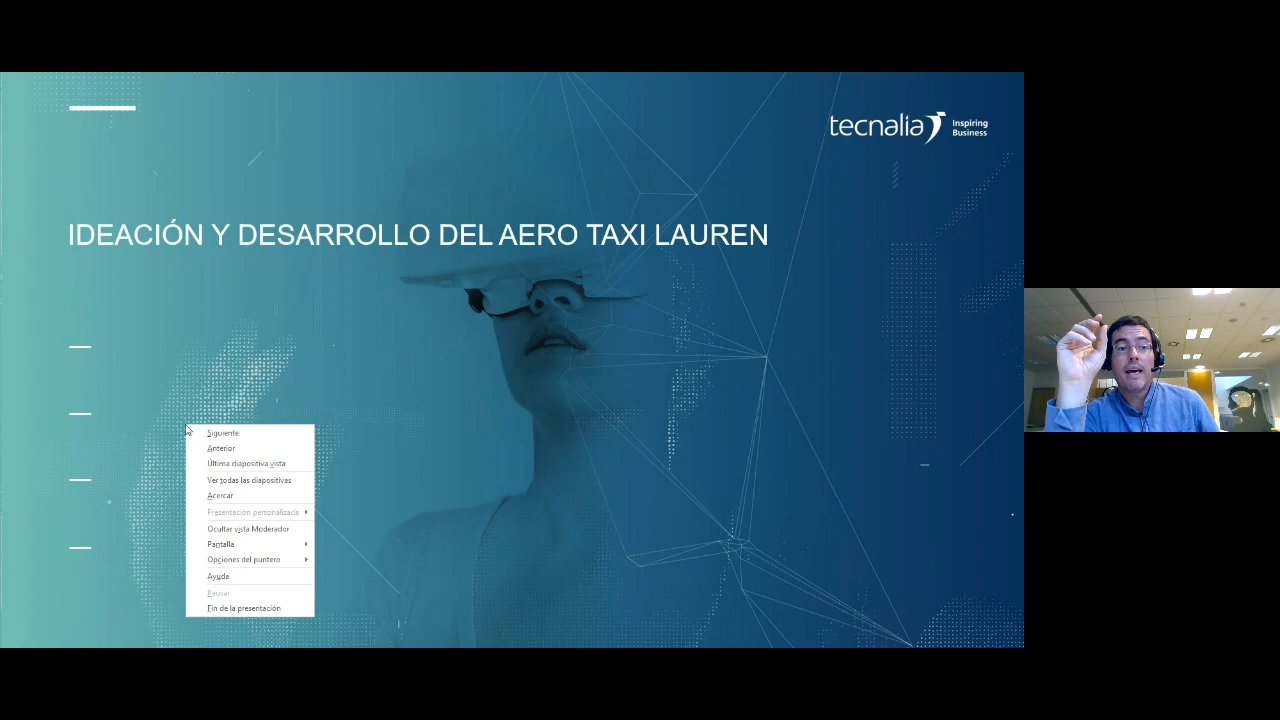 tecnalia Inspiring
Business
IDEACIÓN Y DESARROLLO DEL AERO TAXI LAUREN
Siguiente
Anterior
Última diapositiva vista
Ver todas las diapositivas
Acercar
Presentación personalizada
Ocultar vista Moderador
Pantalla
Opciones del puntero
Ayuda
Pausar
Fin de la presentación